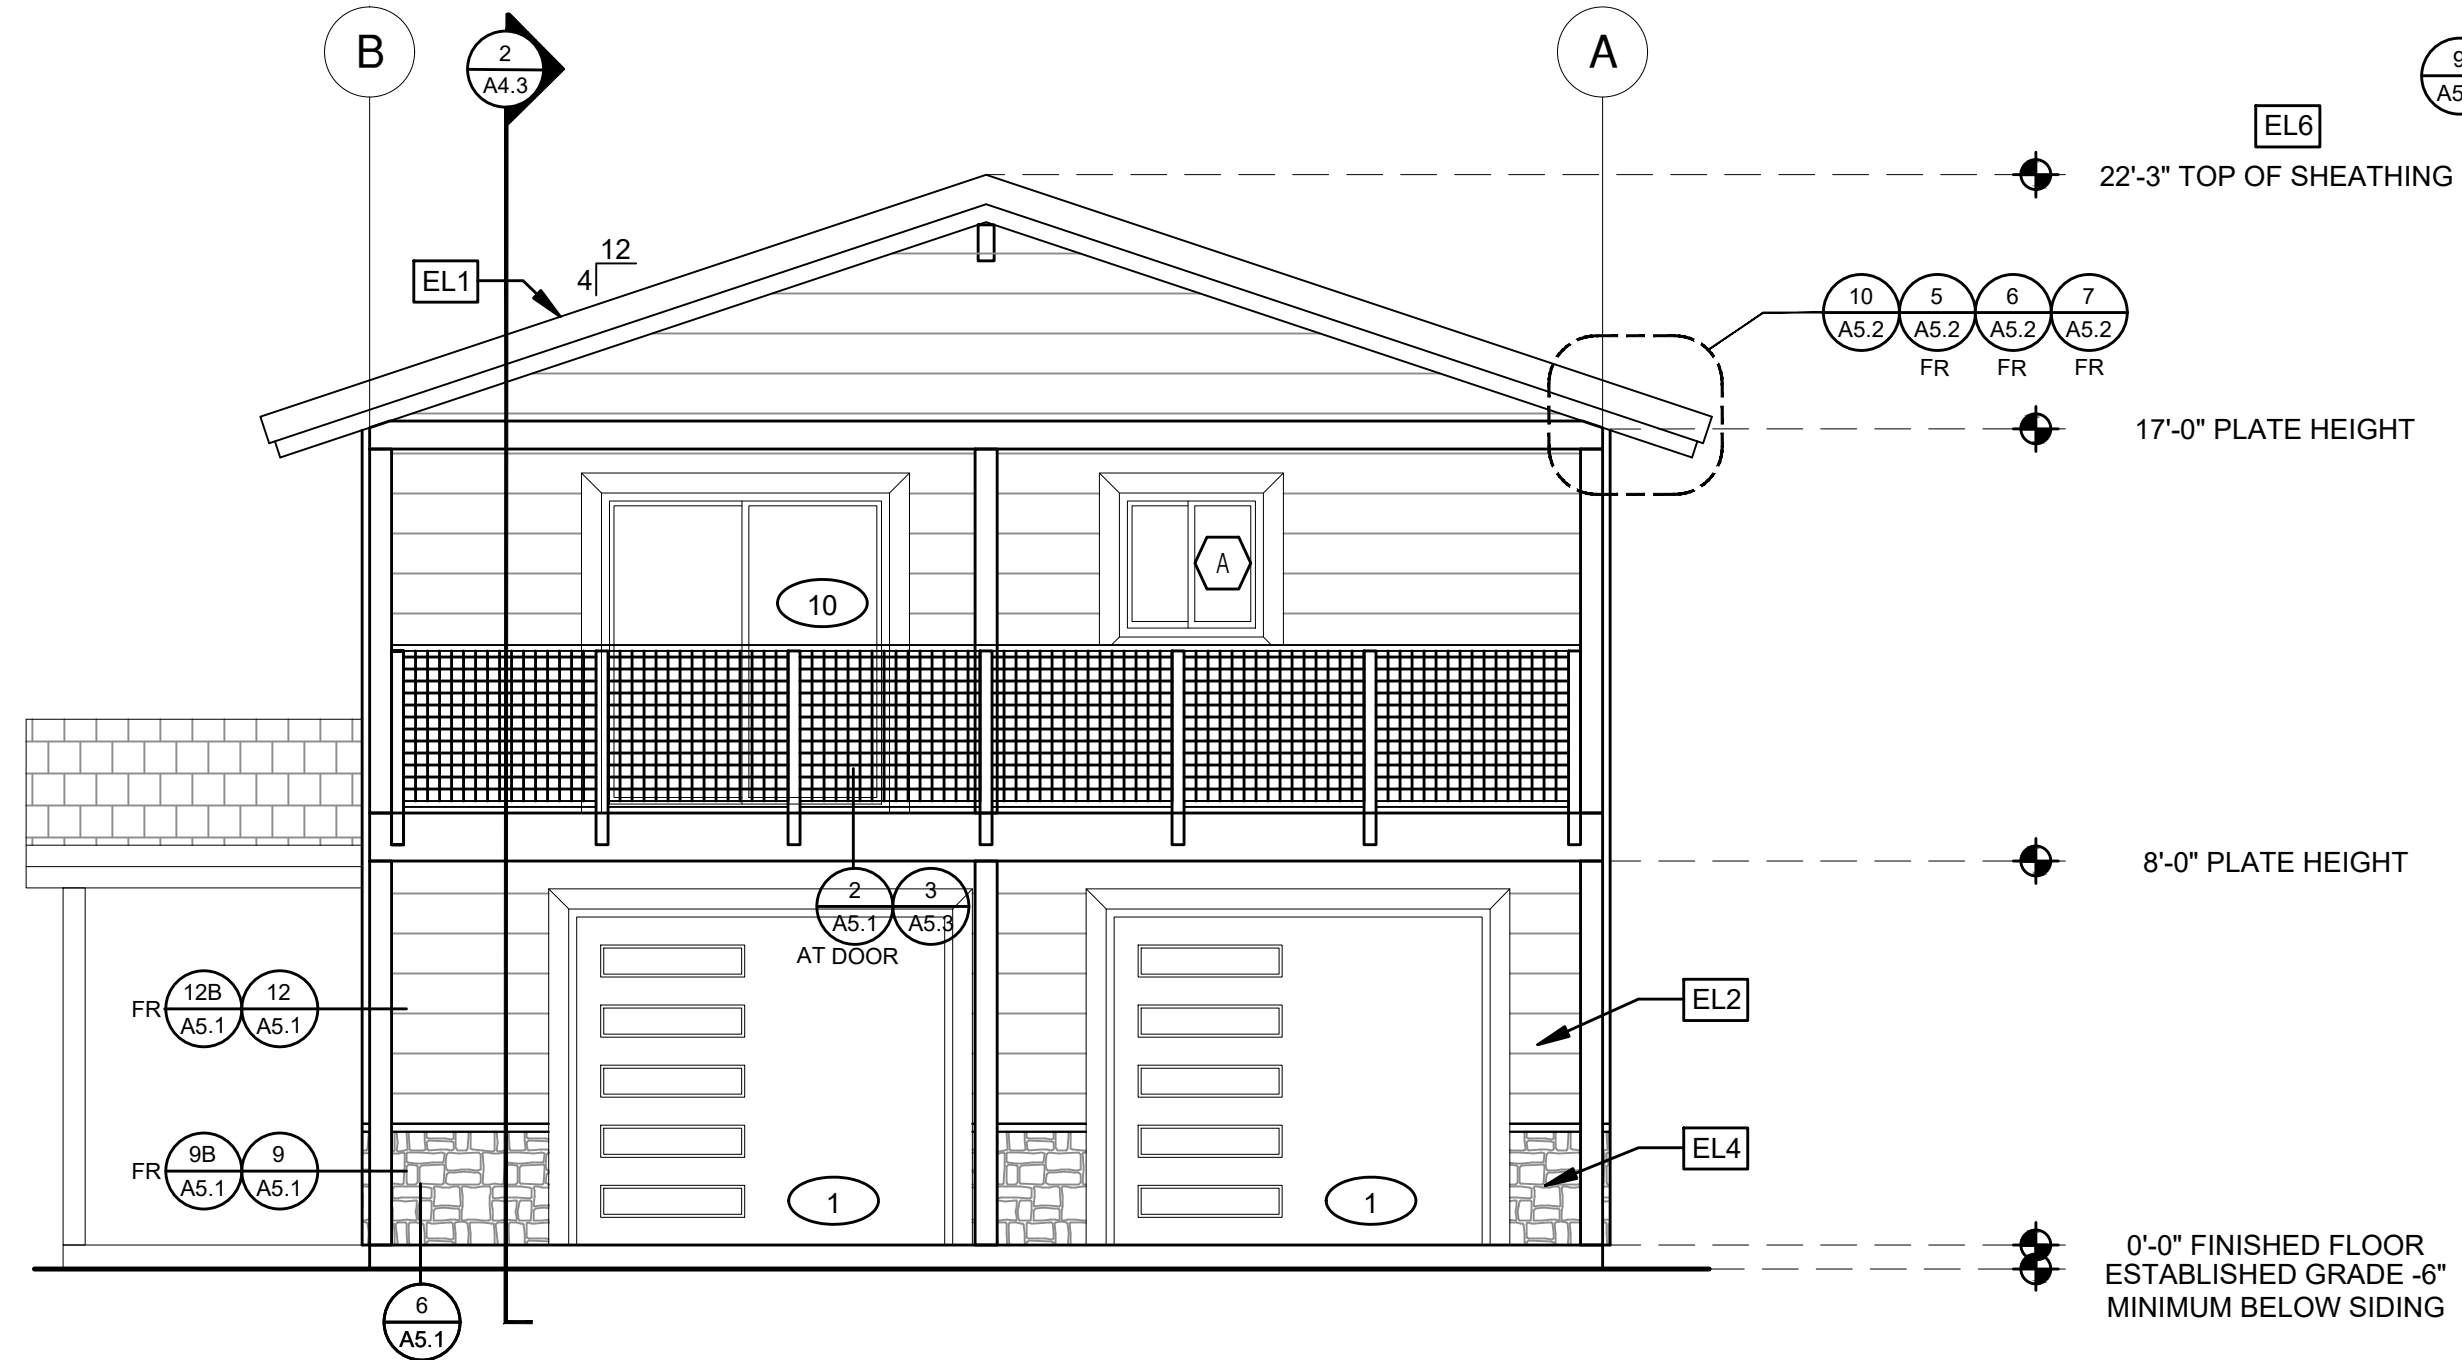 B
2
A4.3
A
9
A5
EL6
22'-3" TOP OF SHEATHING
12
4
EL1
10
A5.2
5
A5.2
FR
6
A5.2
FR
7
A5.2
FR
17'-0" PLATE HEIGHT
A
10
8'-0" PLATE HEIGHT
2
A5.1
3
A5.3
AT DOOR
FR
12B
A5.1
12
A5.1
EL2
FR
9B
A5.1
9
A5.1
EL4
1
1
0'-0" FINISHED FLOOR
ESTABLISHED GRADE -6"
MINIMUM BELOW SIDING
6
A5.1